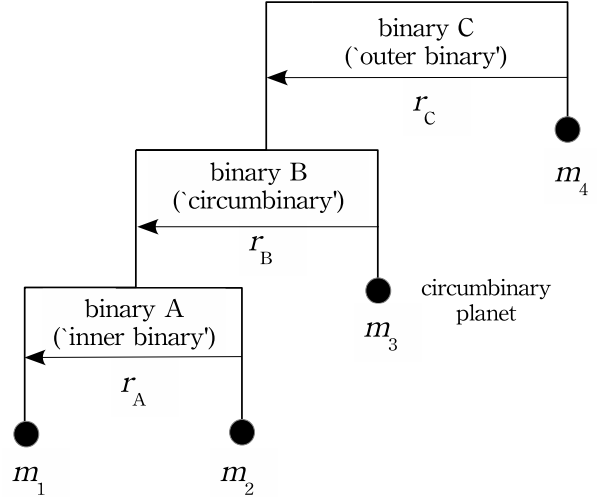 binary C
(`outer binary')
r_C
m_4
binary B
(`circumbinary')
r_B
circumbinary
planet
m_3
binary A
(`inner binary')
r_A
m_1
m_2